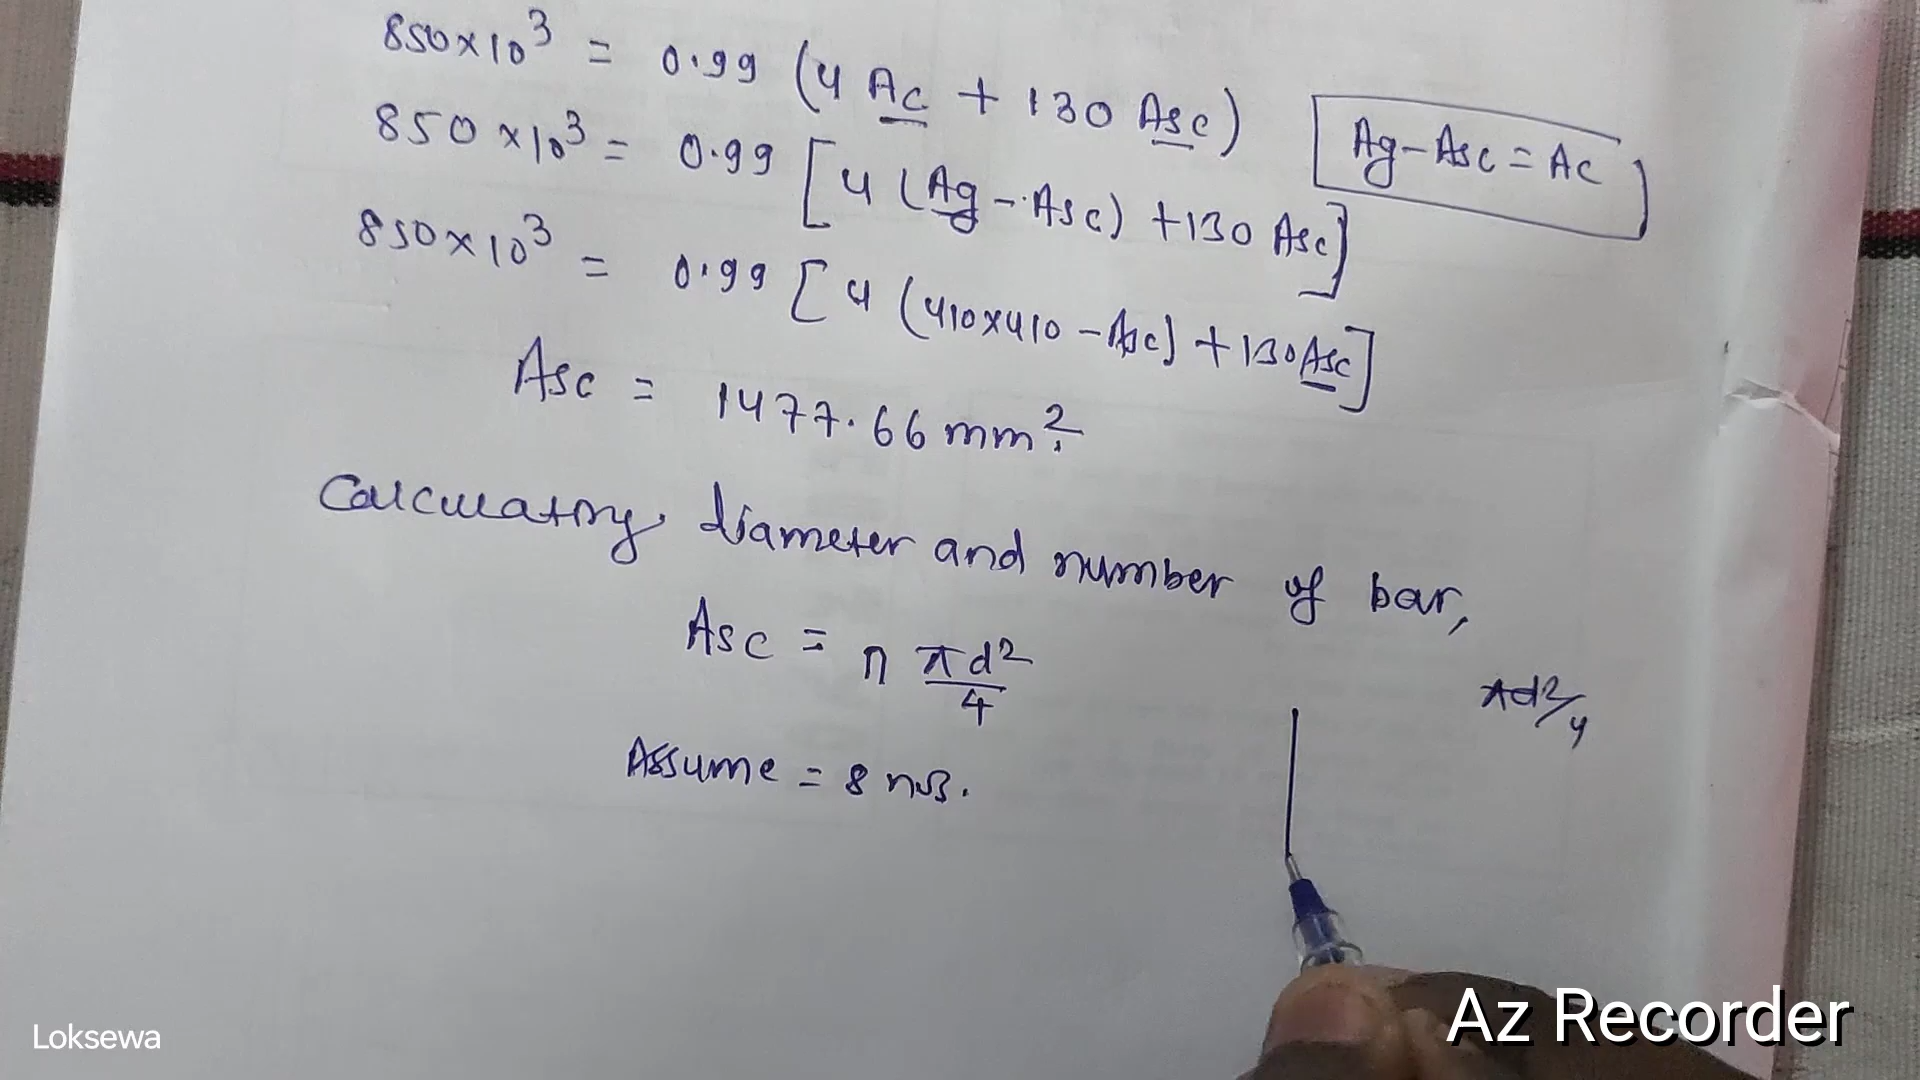 850×10³ = 0.99 (4 Ac + 130 Asc)
Ag-Asc = Ac
850×10³ = 0.99 [4 (Ag - Asc) + 130 Asc]
850×10³ = 0.99 [4 (410×410 - Asc) + 130 Asc]
Asc = 1477.66 mm².
Calculating diameter and number of bar,
Asc = n πd²/4
πd²/4
Assume = 8 nos.
Loksewa
Az Recorder